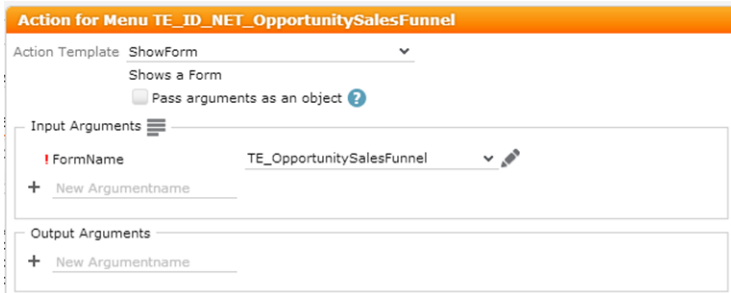 Action for Menu TE_ID_NET_OpportunitySalesFunnel
Action Template ShowForm
Shows a Form
Pass arguments as an object ?
Input Arguments
! FormName TE_OpportunitySalesFunnel
+ New Argumentname
Output Arguments
+ New Argumentname